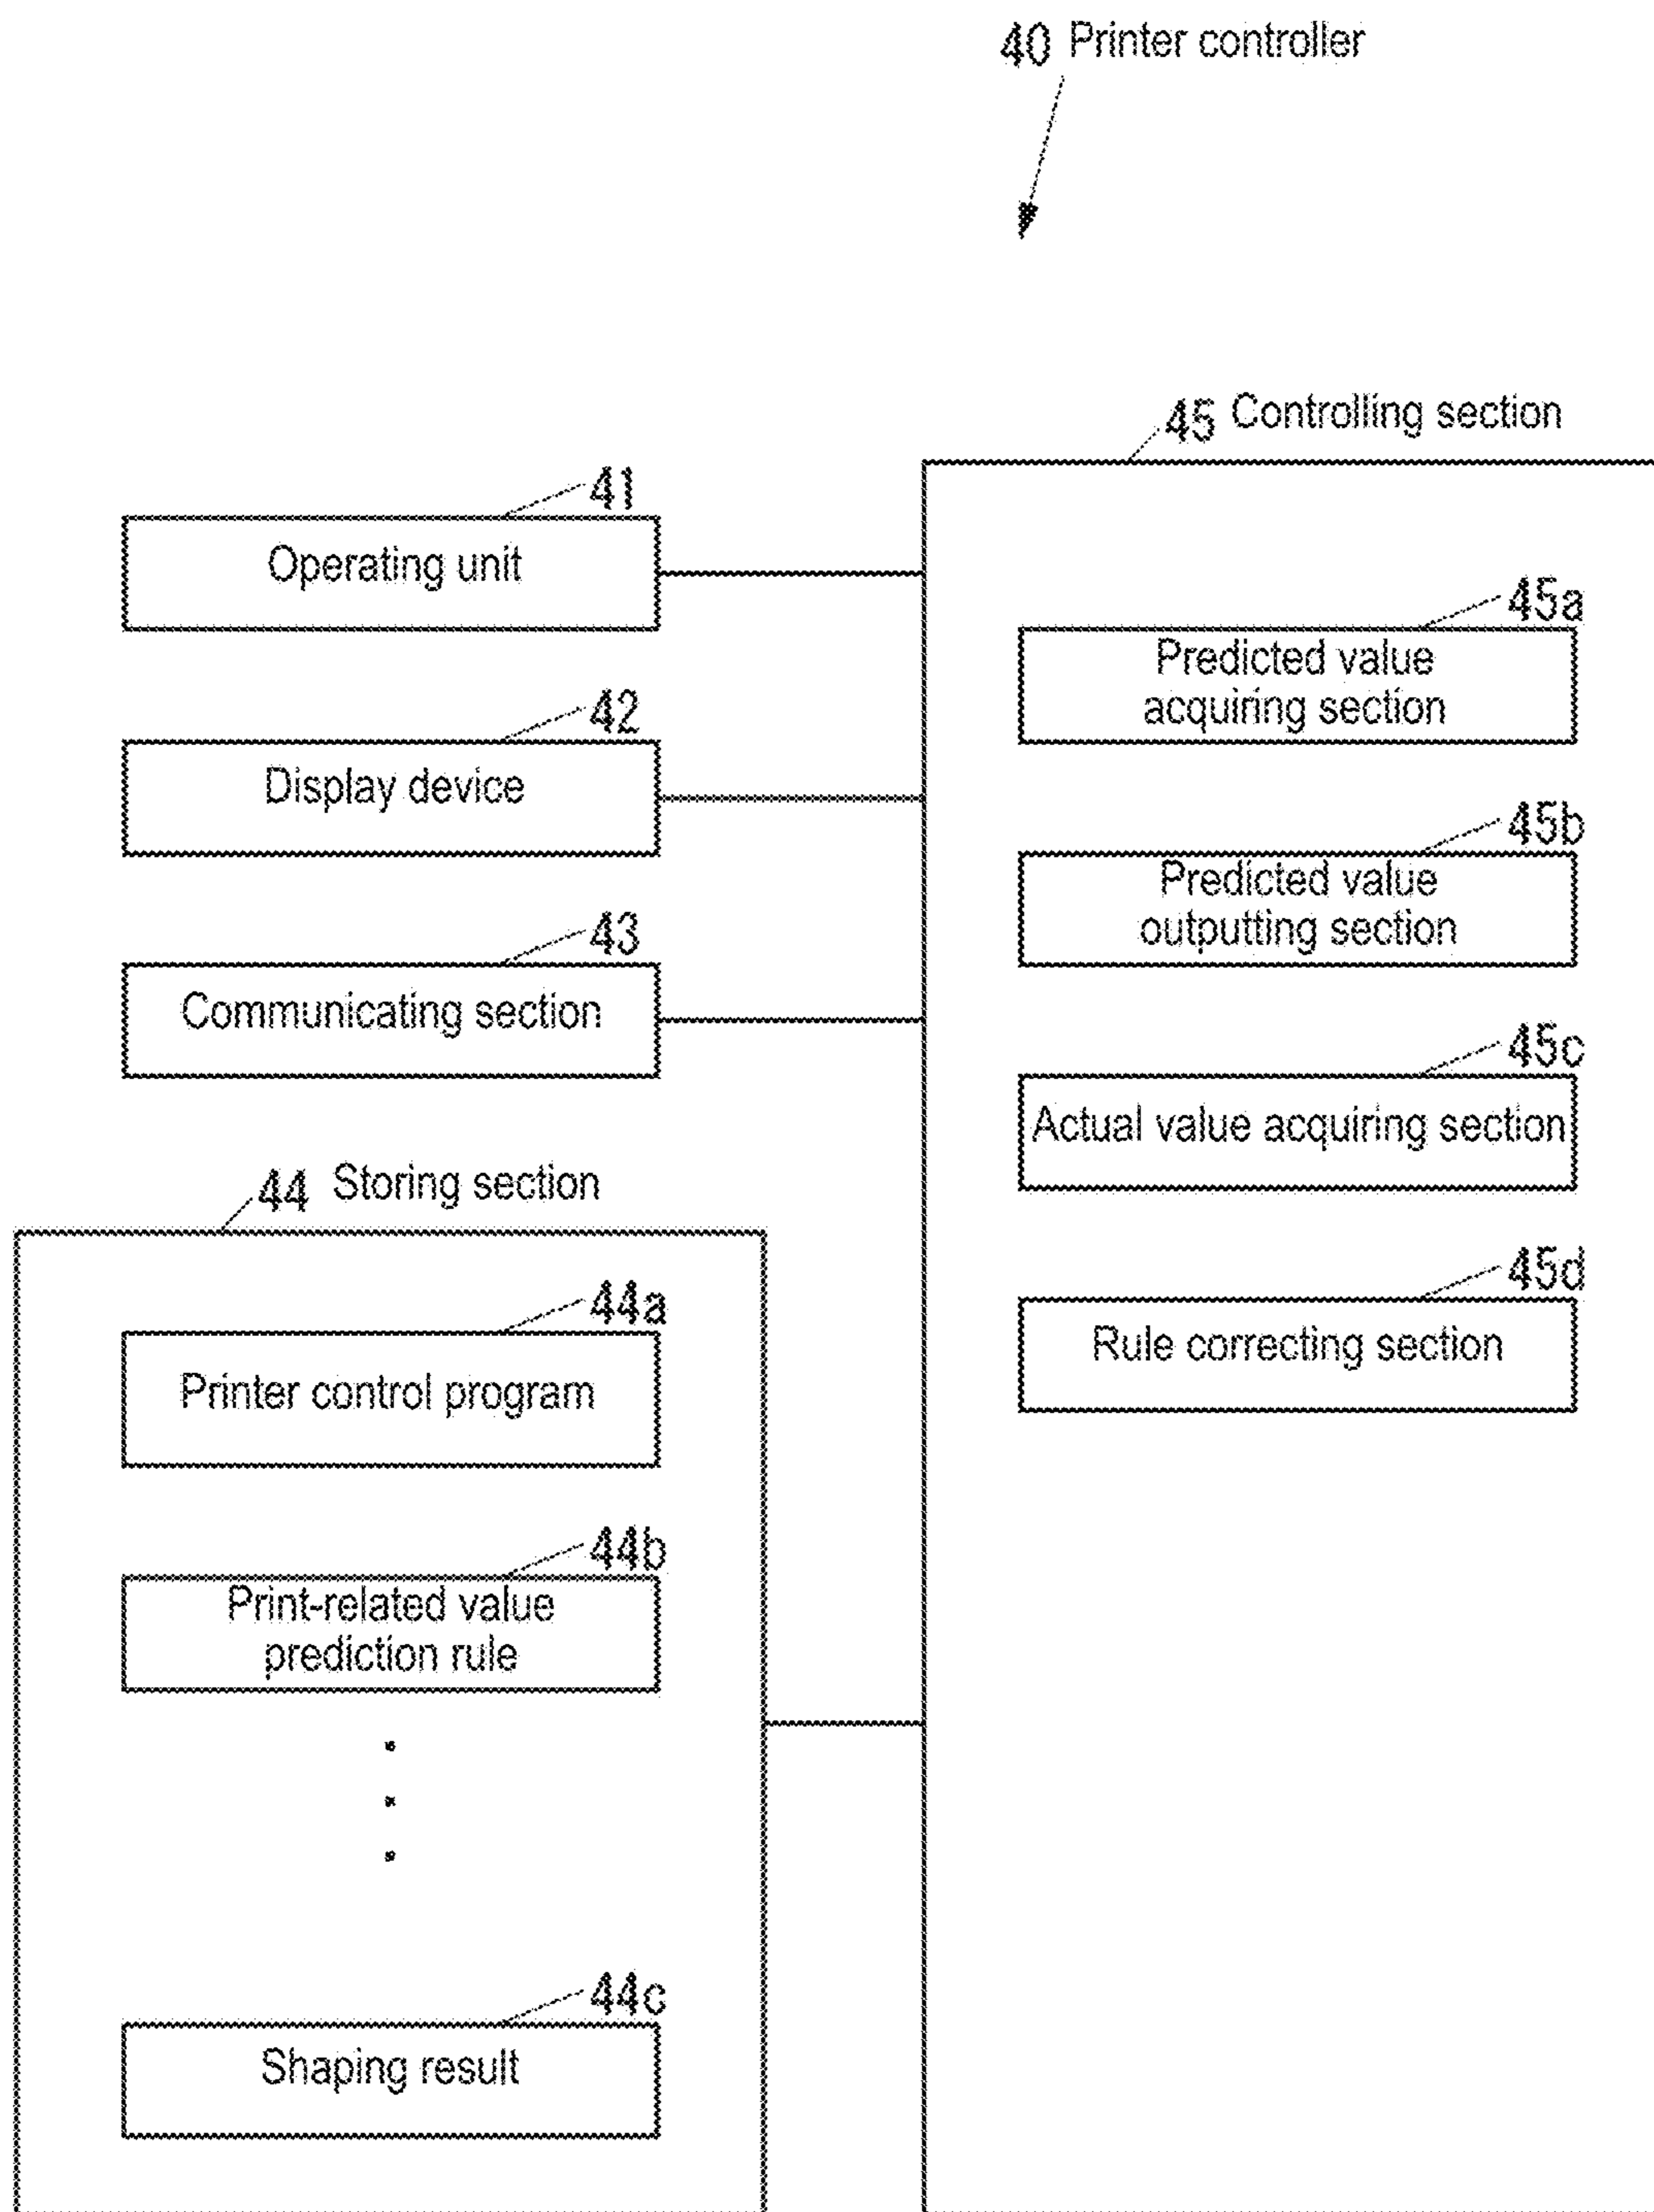 40 Printer controller
45 Controlling section
41
Operating unit
42
Display device
43
Communicating section
44 Storing section
44a
Printer control program
44b
Print-related value
prediction rule
44c
Shaping result
45a
Predicted value
acquiring section
45b
Predicted value
outputting section
45c
Actual value acquiring section
45d
Rule correcting section